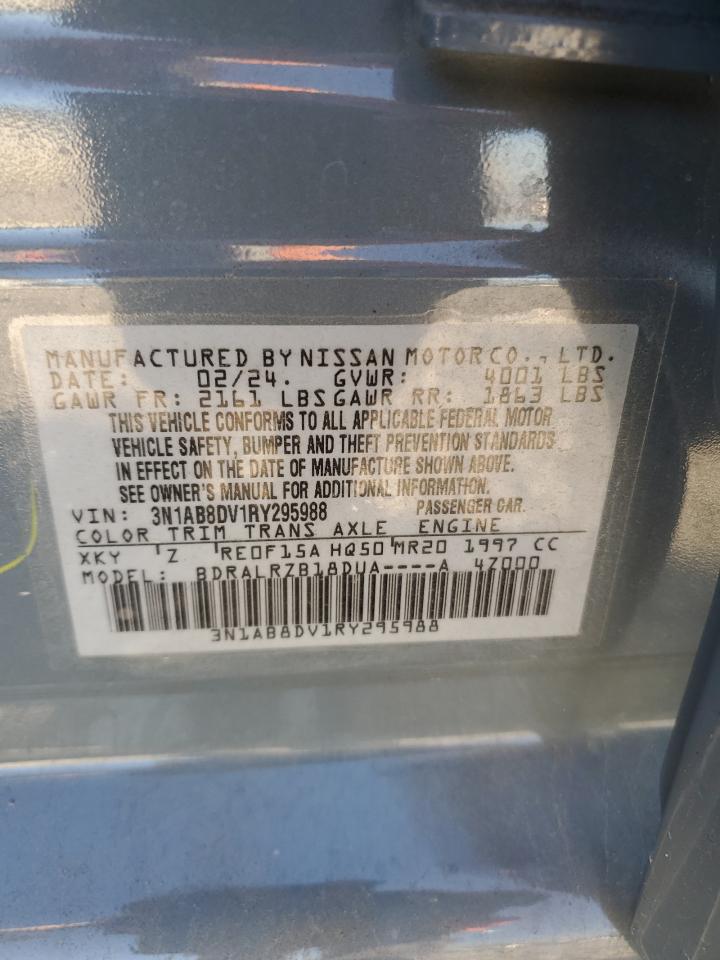 MANUFACTURED BY NISSAN MOTOR CO., LTD.
DATE: 02/24. GVWR: 4001 LBS
GAWR FR: 2161 LBS GAWR RR: 1863 LBS
THIS VEHICLE CONFORMS TO ALL APPLICABLE FEDERAL MOTOR
VEHICLE SAFETY, BUMPER AND THEFT PREVENTION STANDARDS
IN EFFECT ON THE DATE OF MANUFACTURE SHOWN ABOVE.
SEE OWNER'S MANUAL FOR ADDITIONAL INFORMATION.
VIN: 3N1AB8DV1RY295988 PASSENGER CAR.
COLOR TRIM TRANS AXLE ENGINE
XKY Z RE0F15A HQ50 MR20 1997 CC
MODEL: BDRALRZB18DUA----A 4Z000
3N1AB8DV1RY295988